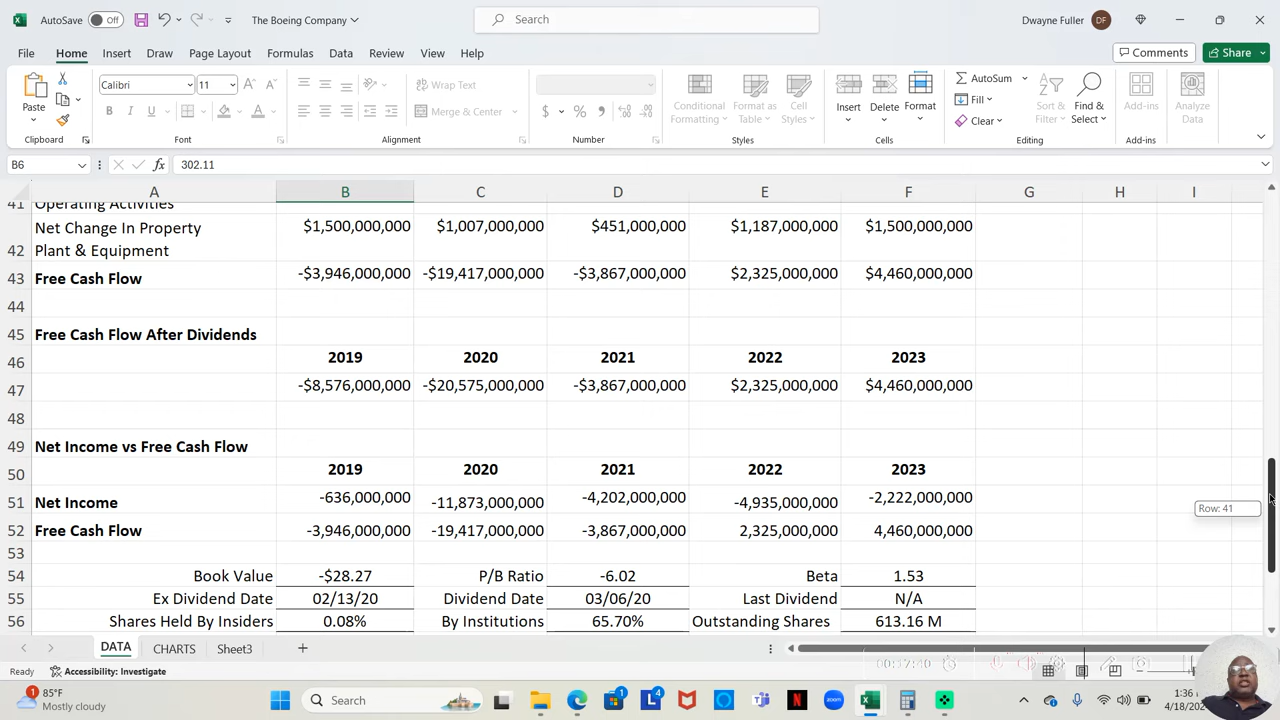 AutoSave Off The Boeing Company Search Dwayne Fuller DF
File Home Insert Draw Page Layout Formulas Data Review View Help Comments Share
Paste Calibri 11 Wrap Text Merge & Center $ % Conditional Formatting Format as Table Cell Styles Insert Delete Format AutoSum Fill Clear Sort & Filter Find & Select Add-ins Analyze Data
Clipboard Font Alignment Number Styles Cells Editing Add-ins
B6 fx 302.11
A B C D E F G H I
41 Operating Activities
42 Net Change In Property Plant & Equipment $1,500,000,000 $1,007,000,000 $451,000,000 $1,187,000,000 $1,500,000,000
43 Free Cash Flow -$3,946,000,000 -$19,417,000,000 -$3,867,000,000 $2,325,000,000 $4,460,000,000
44
45 Free Cash Flow After Dividends
46 2019 2020 2021 2022 2023
47 -$8,576,000,000 -$20,575,000,000 -$3,867,000,000 $2,325,000,000 $4,460,000,000
48
49 Net Income vs Free Cash Flow
50 2019 2020 2021 2022 2023
51 Net Income -636,000,000 -11,873,000,000 -4,202,000,000 -4,935,000,000 -2,222,000,000
Row: 41
52 Free Cash Flow -3,946,000,000 -19,417,000,000 -3,867,000,000 2,325,000,000 4,460,000,000
53
54 Book Value -$28.27 P/B Ratio -6.02 Beta 1.53
55 Ex Dividend Date 02/13/20 Dividend Date 03/06/20 Last Dividend N/A
56 Shares Held By Insiders 0.08% By Institutions 65.70% Outstanding Shares 613.16 M
DATA CHARTS Sheet3
Ready Accessibility: Investigate 00:17:40
1 85°F Mostly cloudy Search 1 4 1:36 P
4/18/20